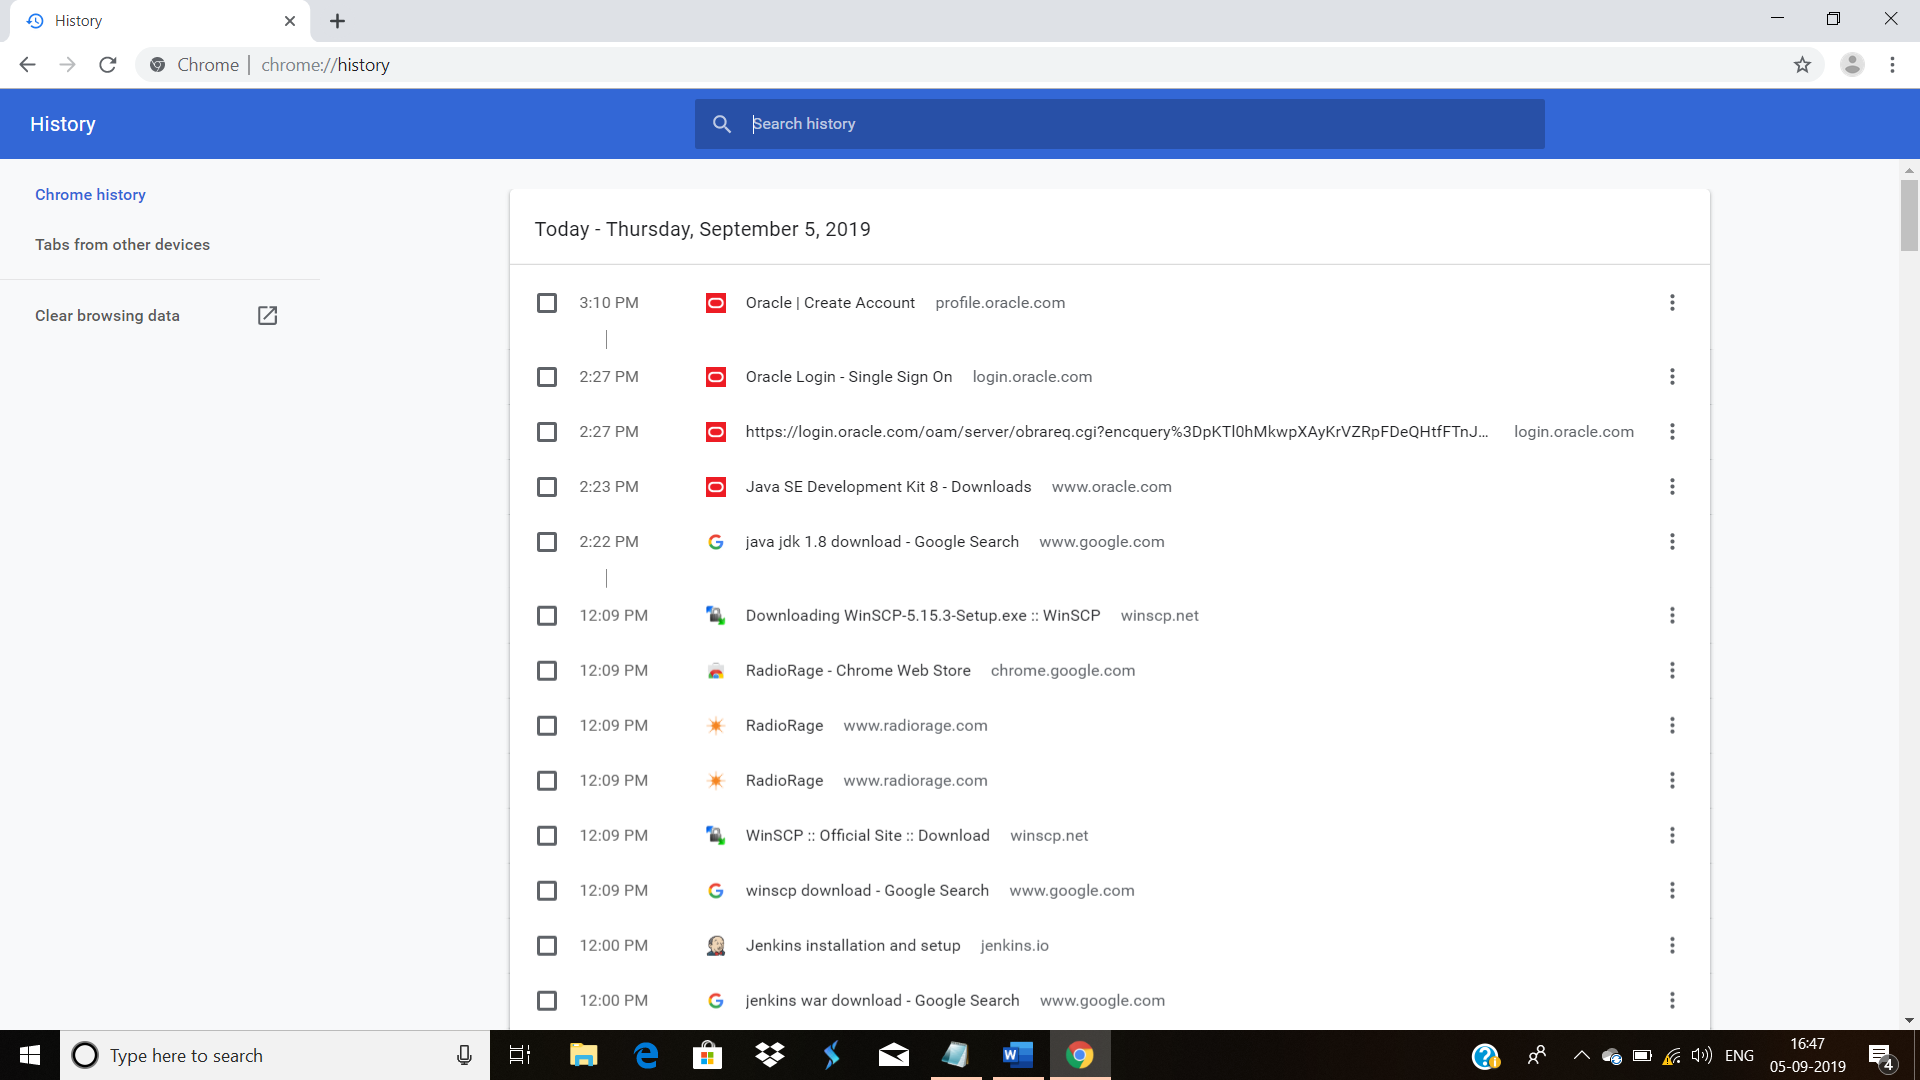 History
Chrome | chrome://history
History
Search history
Chrome history
Tabs from other devices
Clear browsing data
Today - Thursday, September 5, 2019
3:10 PM Oracle | Create Account profile.oracle.com
2:27 PM Oracle Login - Single Sign On login.oracle.com
2:27 PM https://login.oracle.com/oam/server/obrareq.cgi?encquery%3DpKTl0hMkwpXAyKrVZRpFDeQHtfFTnJ... login.oracle.com
2:23 PM Java SE Development Kit 8 - Downloads www.oracle.com
2:22 PM java jdk 1.8 download - Google Search www.google.com
12:09 PM Downloading WinSCP-5.15.3-Setup.exe :: WinSCP winscp.net
12:09 PM RadioRage - Chrome Web Store chrome.google.com
12:09 PM RadioRage www.radiorage.com
12:09 PM RadioRage www.radiorage.com
12:09 PM WinSCP :: Official Site :: Download winscp.net
12:09 PM winscp download - Google Search www.google.com
12:00 PM Jenkins installation and setup jenkins.io
12:00 PM jenkins war download - Google Search www.google.com
Type here to search
ENG
16:47
05-09-2019
4